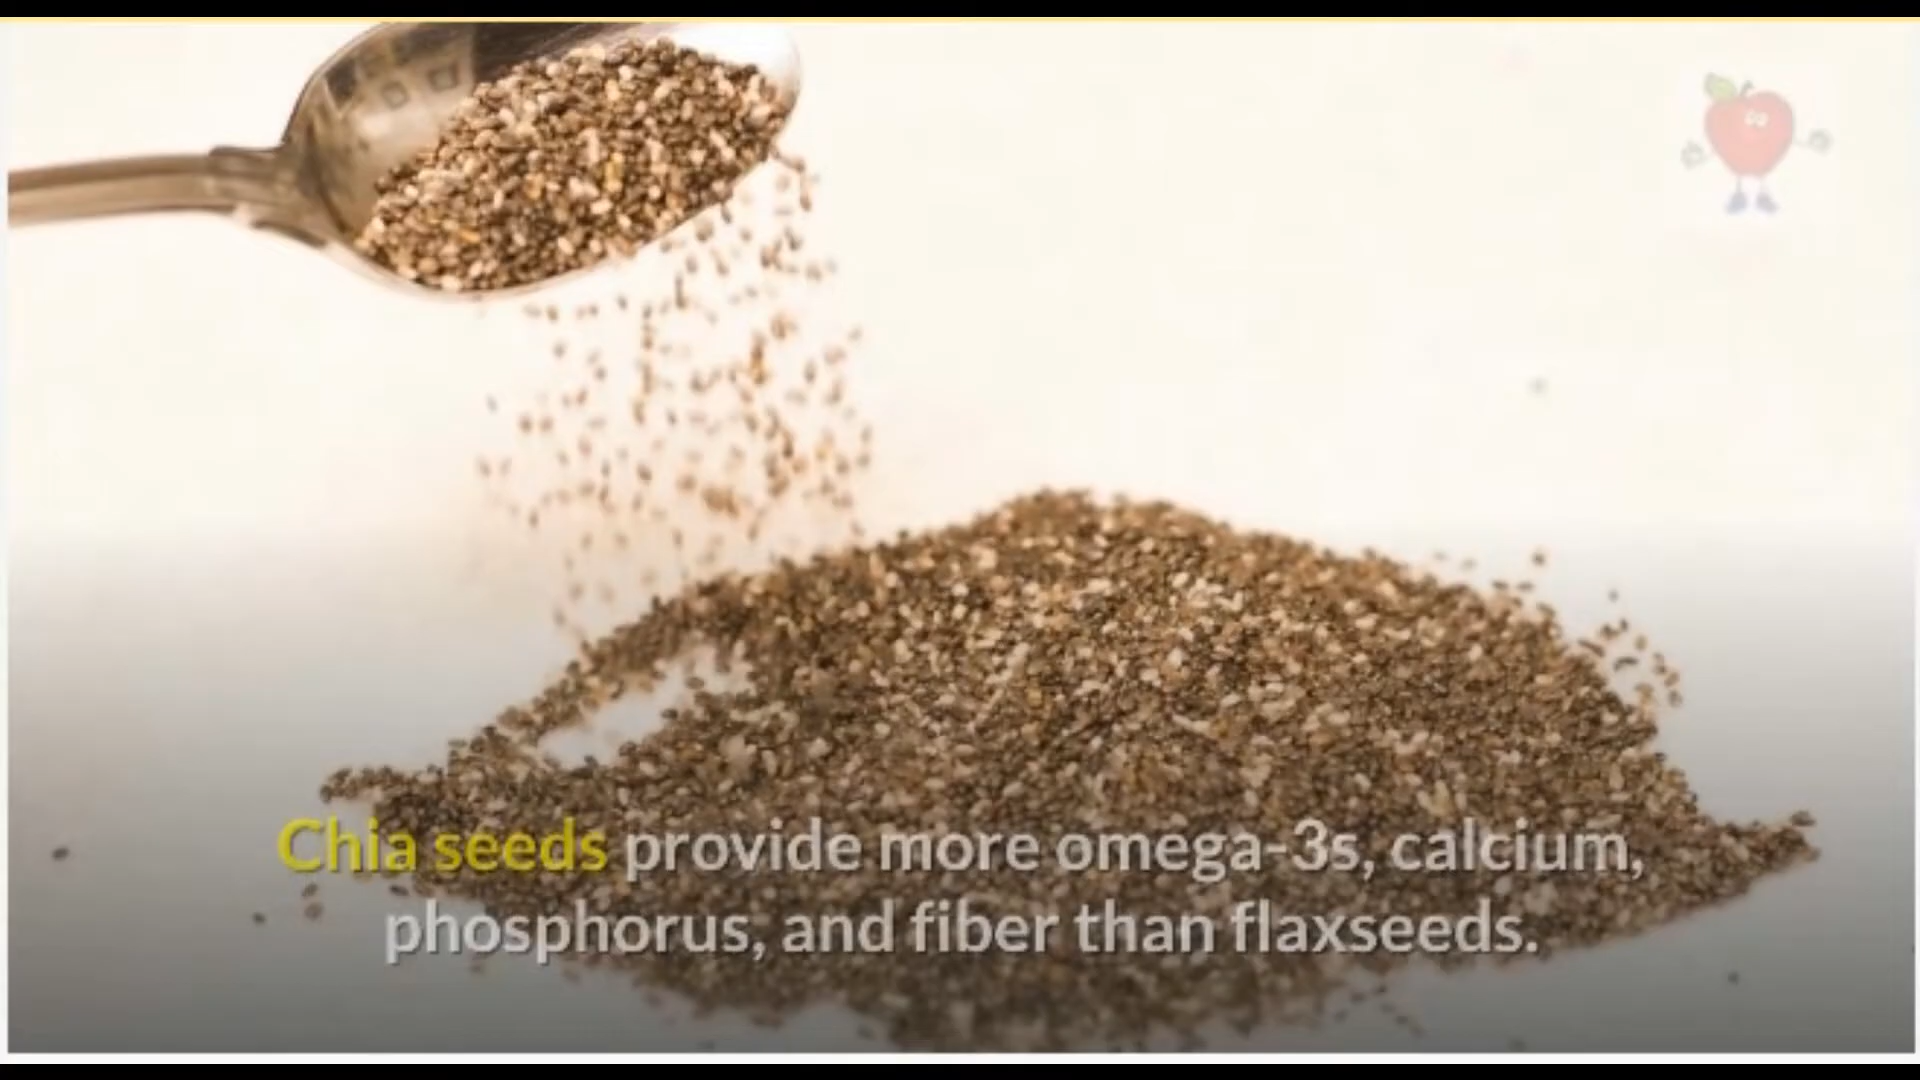 Chia seeds provide more omega-3s, calcium,
phosphorus, and fiber than flaxseeds.